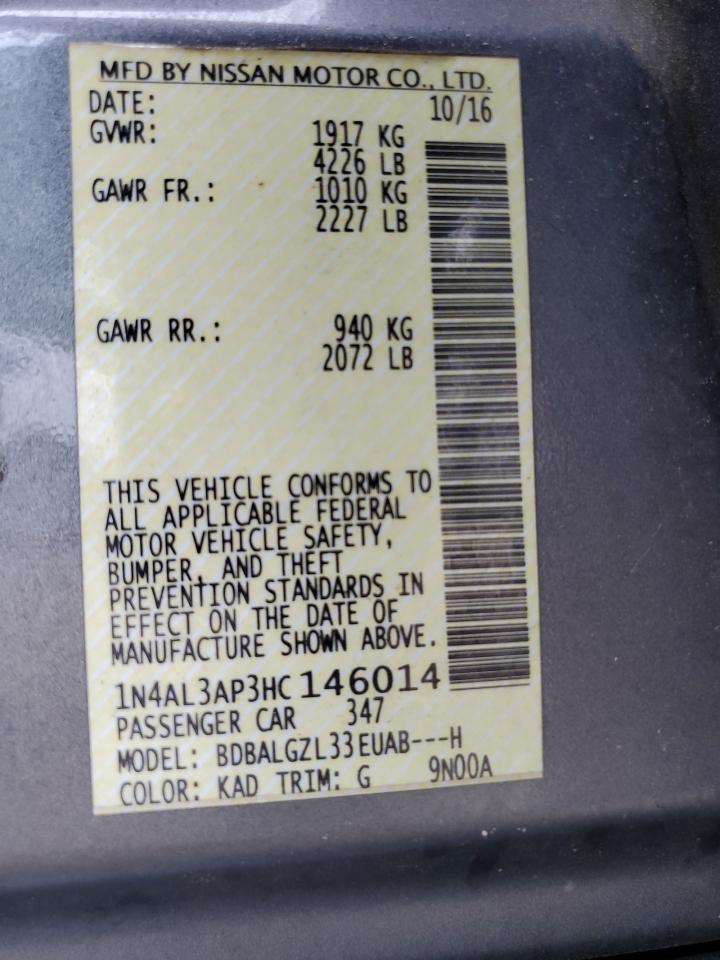 MFD BY NISSAN MOTOR CO., LTD.
DATE: 10/16
GVWR: 1917 KG
4226 LB
GAWR FR.: 1010 KG
2227 LB
GAWR RR.: 940 KG
2072 LB
THIS VEHICLE CONFORMS TO
ALL APPLICABLE FEDERAL
MOTOR VEHICLE SAFETY,
BUMPER, AND THEFT
PREVENTION STANDARDS IN
EFFECT ON THE DATE OF
MANUFACTURE SHOWN ABOVE.
1N4AL3AP3HC146014
PASSENGER CAR 347
MODEL: BDBALGZL33EUAB---H
COLOR: KAD TRIM: G 9N00A